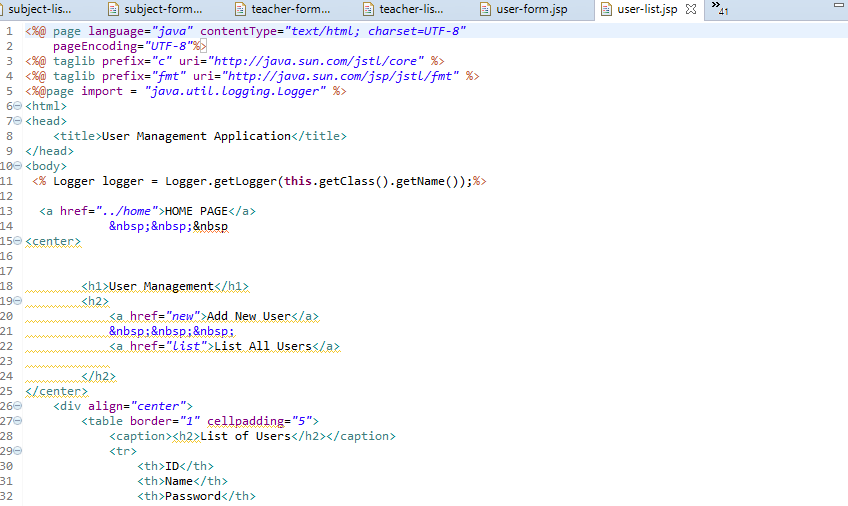 subject-lis... subject-form... teacher-form... teacher-lis... user-form.jsp user-list.jsp »41
1 <%@ page language="java" contentType="text/html; charset=UTF-8"
2     pageEncoding="UTF-8"%>
3 <%@ taglib prefix="c" uri="http://java.sun.com/jstl/core" %>
4 <%@ taglib prefix="fmt" uri="http://java.sun.com/jsp/jstl/fmt" %>
5 <%@page import = "java.util.logging.Logger" %>
6 <html>
7 <head>
8     <title>User Management Application</title>
9 </head>
10 <body>
11  <% Logger logger = Logger.getLogger(this.getClass().getName());%>
12
13   <a href="../home">HOME PAGE</a>
14             &nbsp;&nbsp;&nbsp
15 <center>
16
17
18         <h1>User Management</h1>
19         <h2>
20             <a href="new">Add New User</a>
21             &nbsp;&nbsp;&nbsp;
22             <a href="list">List All Users</a>
23
24         </h2>
25 </center>
26     <div align="center">
27         <table border="1" cellpadding="5">
28             <caption><h2>List of Users</h2></caption>
29             <tr>
30                 <th>ID</th>
31                 <th>Name</th>
32                 <th>Password</th>